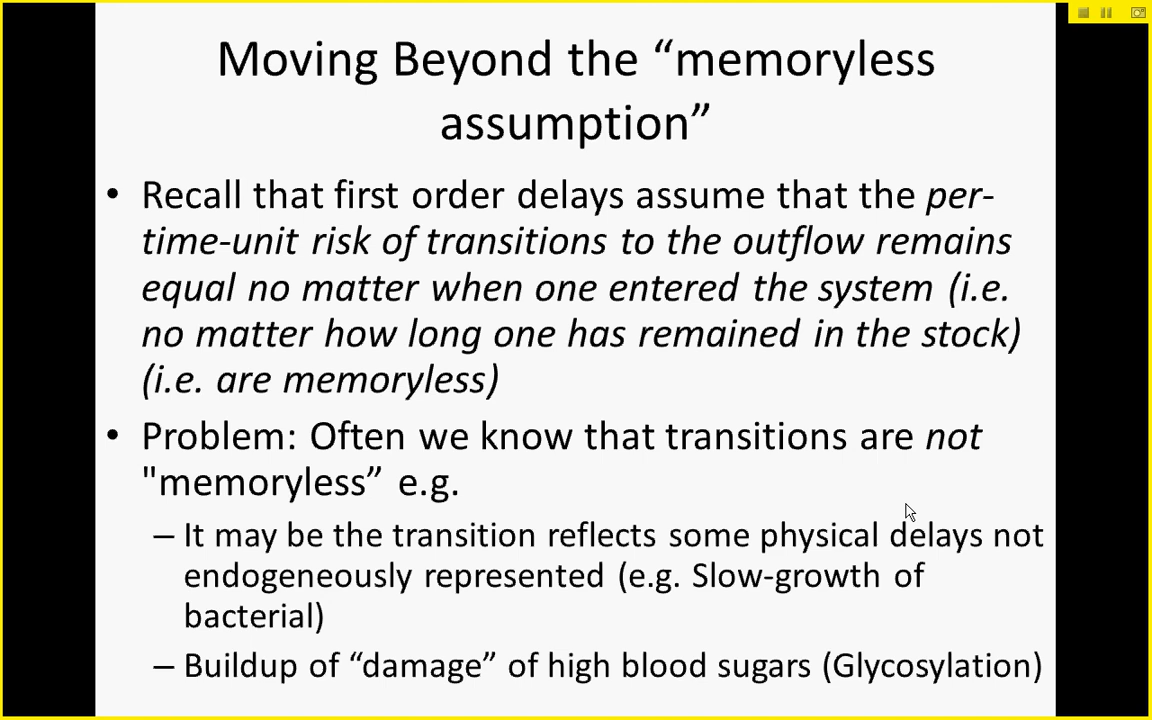 Moving Beyond the “memoryless
assumption”
• Recall that first order delays assume that the per-
time-unit risk of transitions to the outflow remains
equal no matter when one entered the system (i.e.
no matter how long one has remained in the stock)
(i.e. are memoryless)
• Problem: Often we know that transitions are not
"memoryless” e.g.
– It may be the transition reflects some physical delays not
endogeneously represented (e.g. Slow-growth of
bacterial)
– Buildup of “damage” of high blood sugars (Glycosylation)